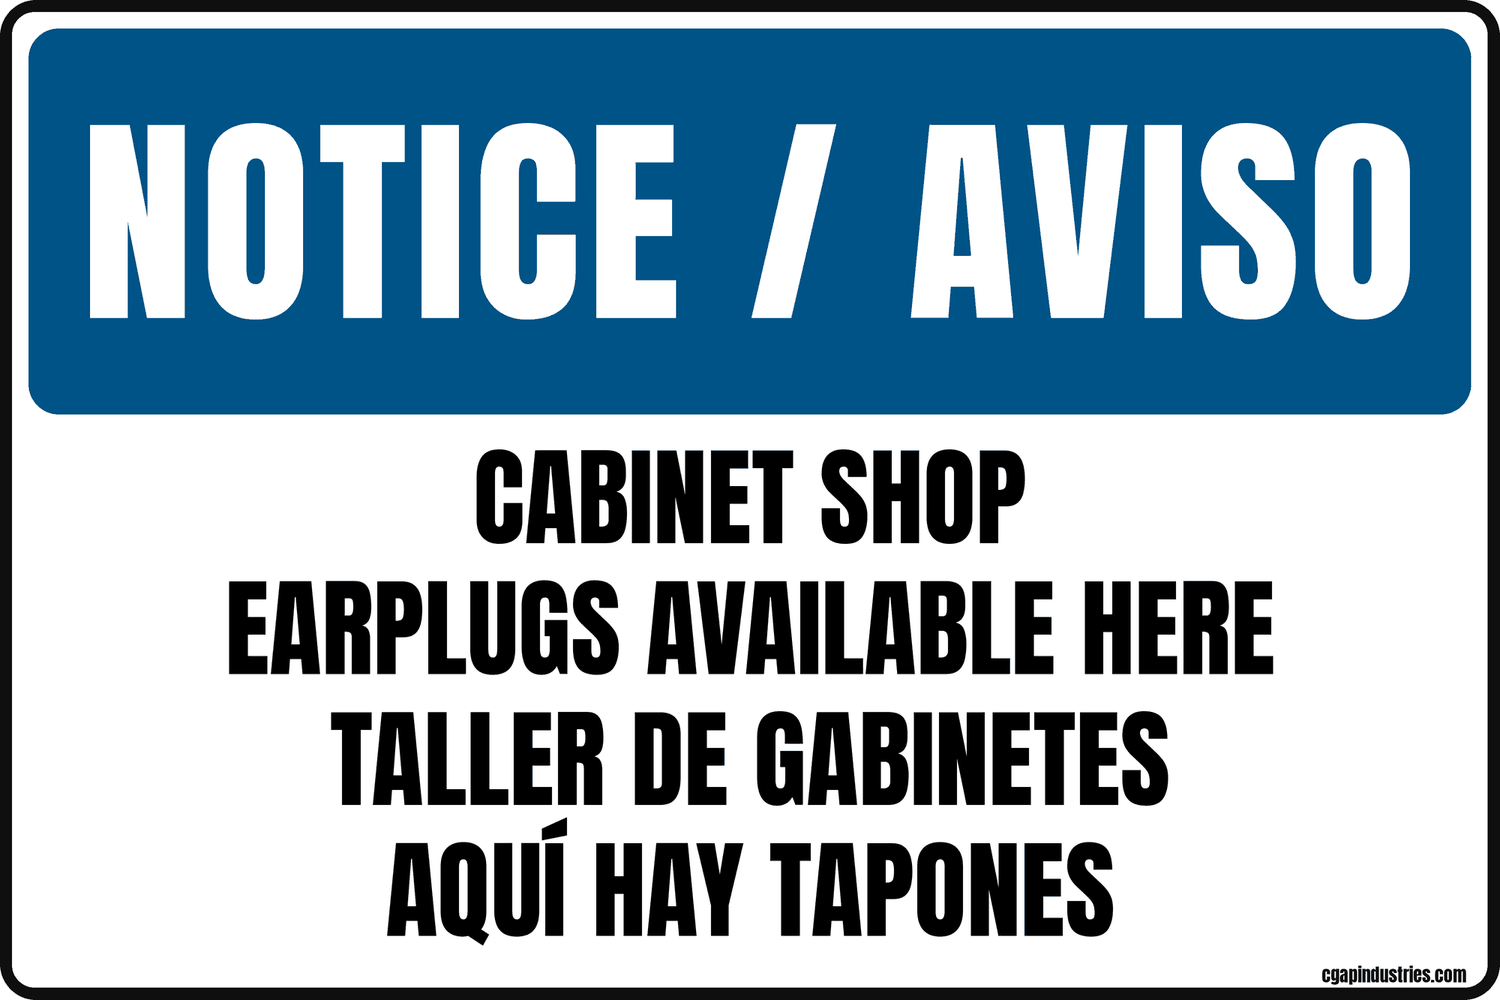 NOTICE / AVISO
CABINET SHOP
EARPLUGS AVAILABLE HERE
TALLER DE GABINETES
AQUÍ HAY TAPONES
cgapindustries.com